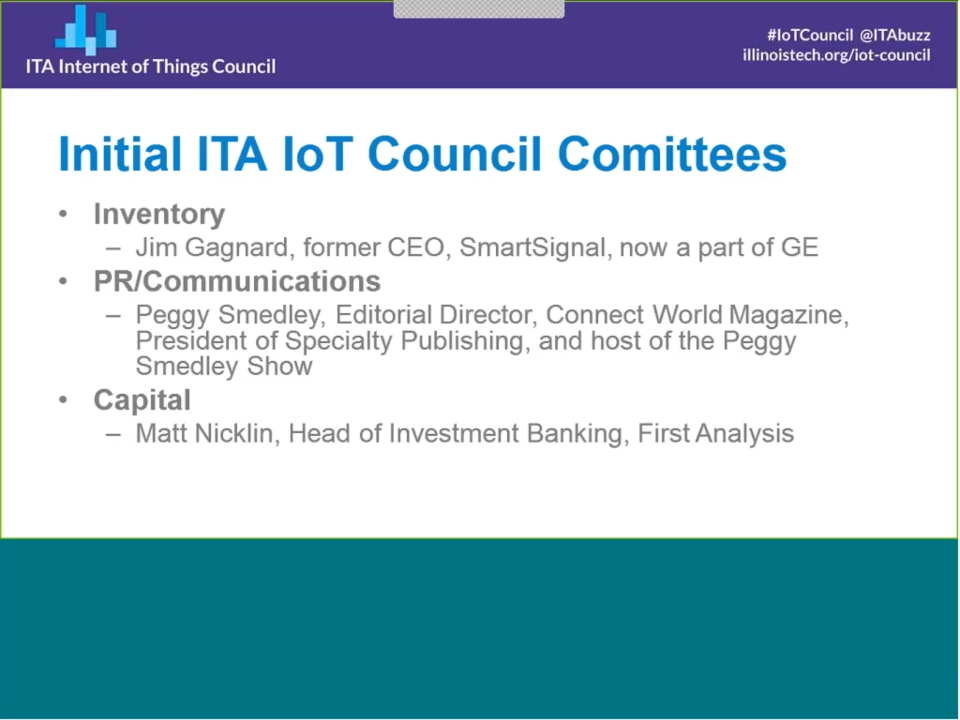 #IoTCouncil @ITAbuzz
illinoistech.org/iot-council
ITA Internet of Things Council
Initial ITA IoT Council Comittees
• Inventory
– Jim Gagnard, former CEO, SmartSignal, now a part of GE
• PR/Communications
– Peggy Smedley, Editorial Director, Connect World Magazine,
President of Specialty Publishing, and host of the Peggy
Smedley Show
• Capital
– Matt Nicklin, Head of Investment Banking, First Analysis